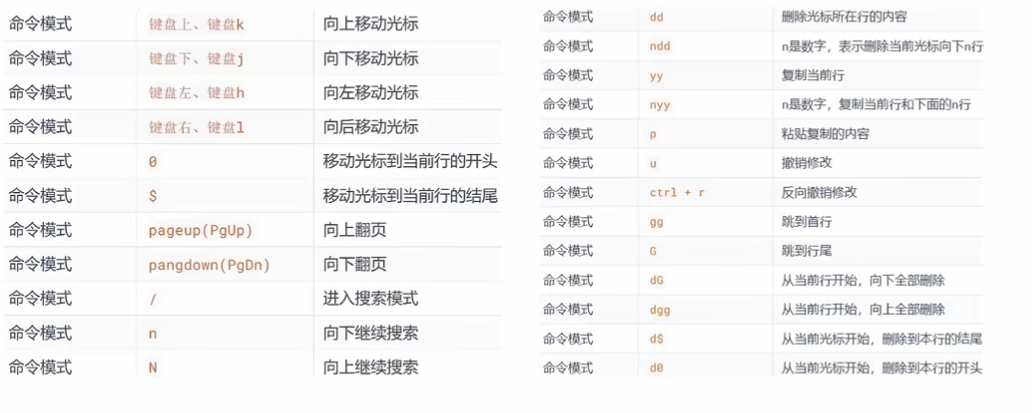 命令模式 键盘上、键盘k 向上移动光标
命令模式 键盘下、键盘j 向下移动光标
命令模式 键盘左、键盘h 向左移动光标
命令模式 键盘右、键盘l 向后移动光标
命令模式 0 移动光标到当前行的开头
命令模式 $ 移动光标到当前行的结尾
命令模式 pageup(PgUp) 向上翻页
命令模式 pangdown(PgDn) 向下翻页
命令模式 / 进入搜索模式
命令模式 n 向下继续搜索
命令模式 N 向上继续搜索
命令模式 dd 删除光标所在行的内容
命令模式 ndd n是数字，表示删除当前光标向下n行
命令模式 yy 复制当前行
命令模式 nyy n是数字，复制当前行和下面的n行
命令模式 p 粘贴复制的内容
命令模式 u 撤销修改
命令模式 ctrl + r 反向撤销修改
命令模式 gg 跳到首行
命令模式 G 跳到行尾
命令模式 dG 从当前行开始，向下全部删除
命令模式 dgg 从当前行开始，向上全部删除
命令模式 d$ 从当前光标开始，删除到本行的结尾
命令模式 d0 从当前光标开始，删除到本行的开头